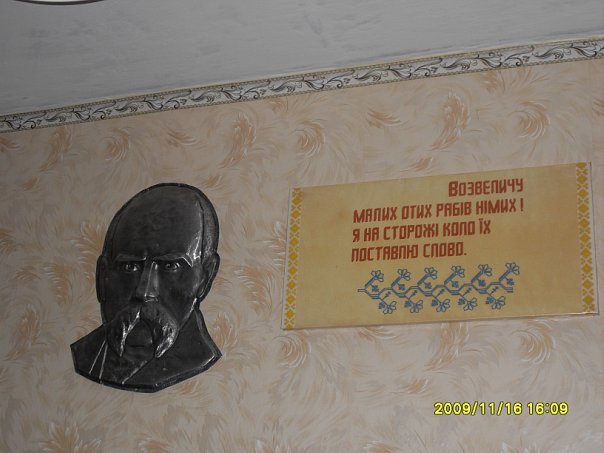 Возвеличу
малих отих рабів німих!
я на сторожі коло їх
поставлю слово.
2009/11/16 16:09